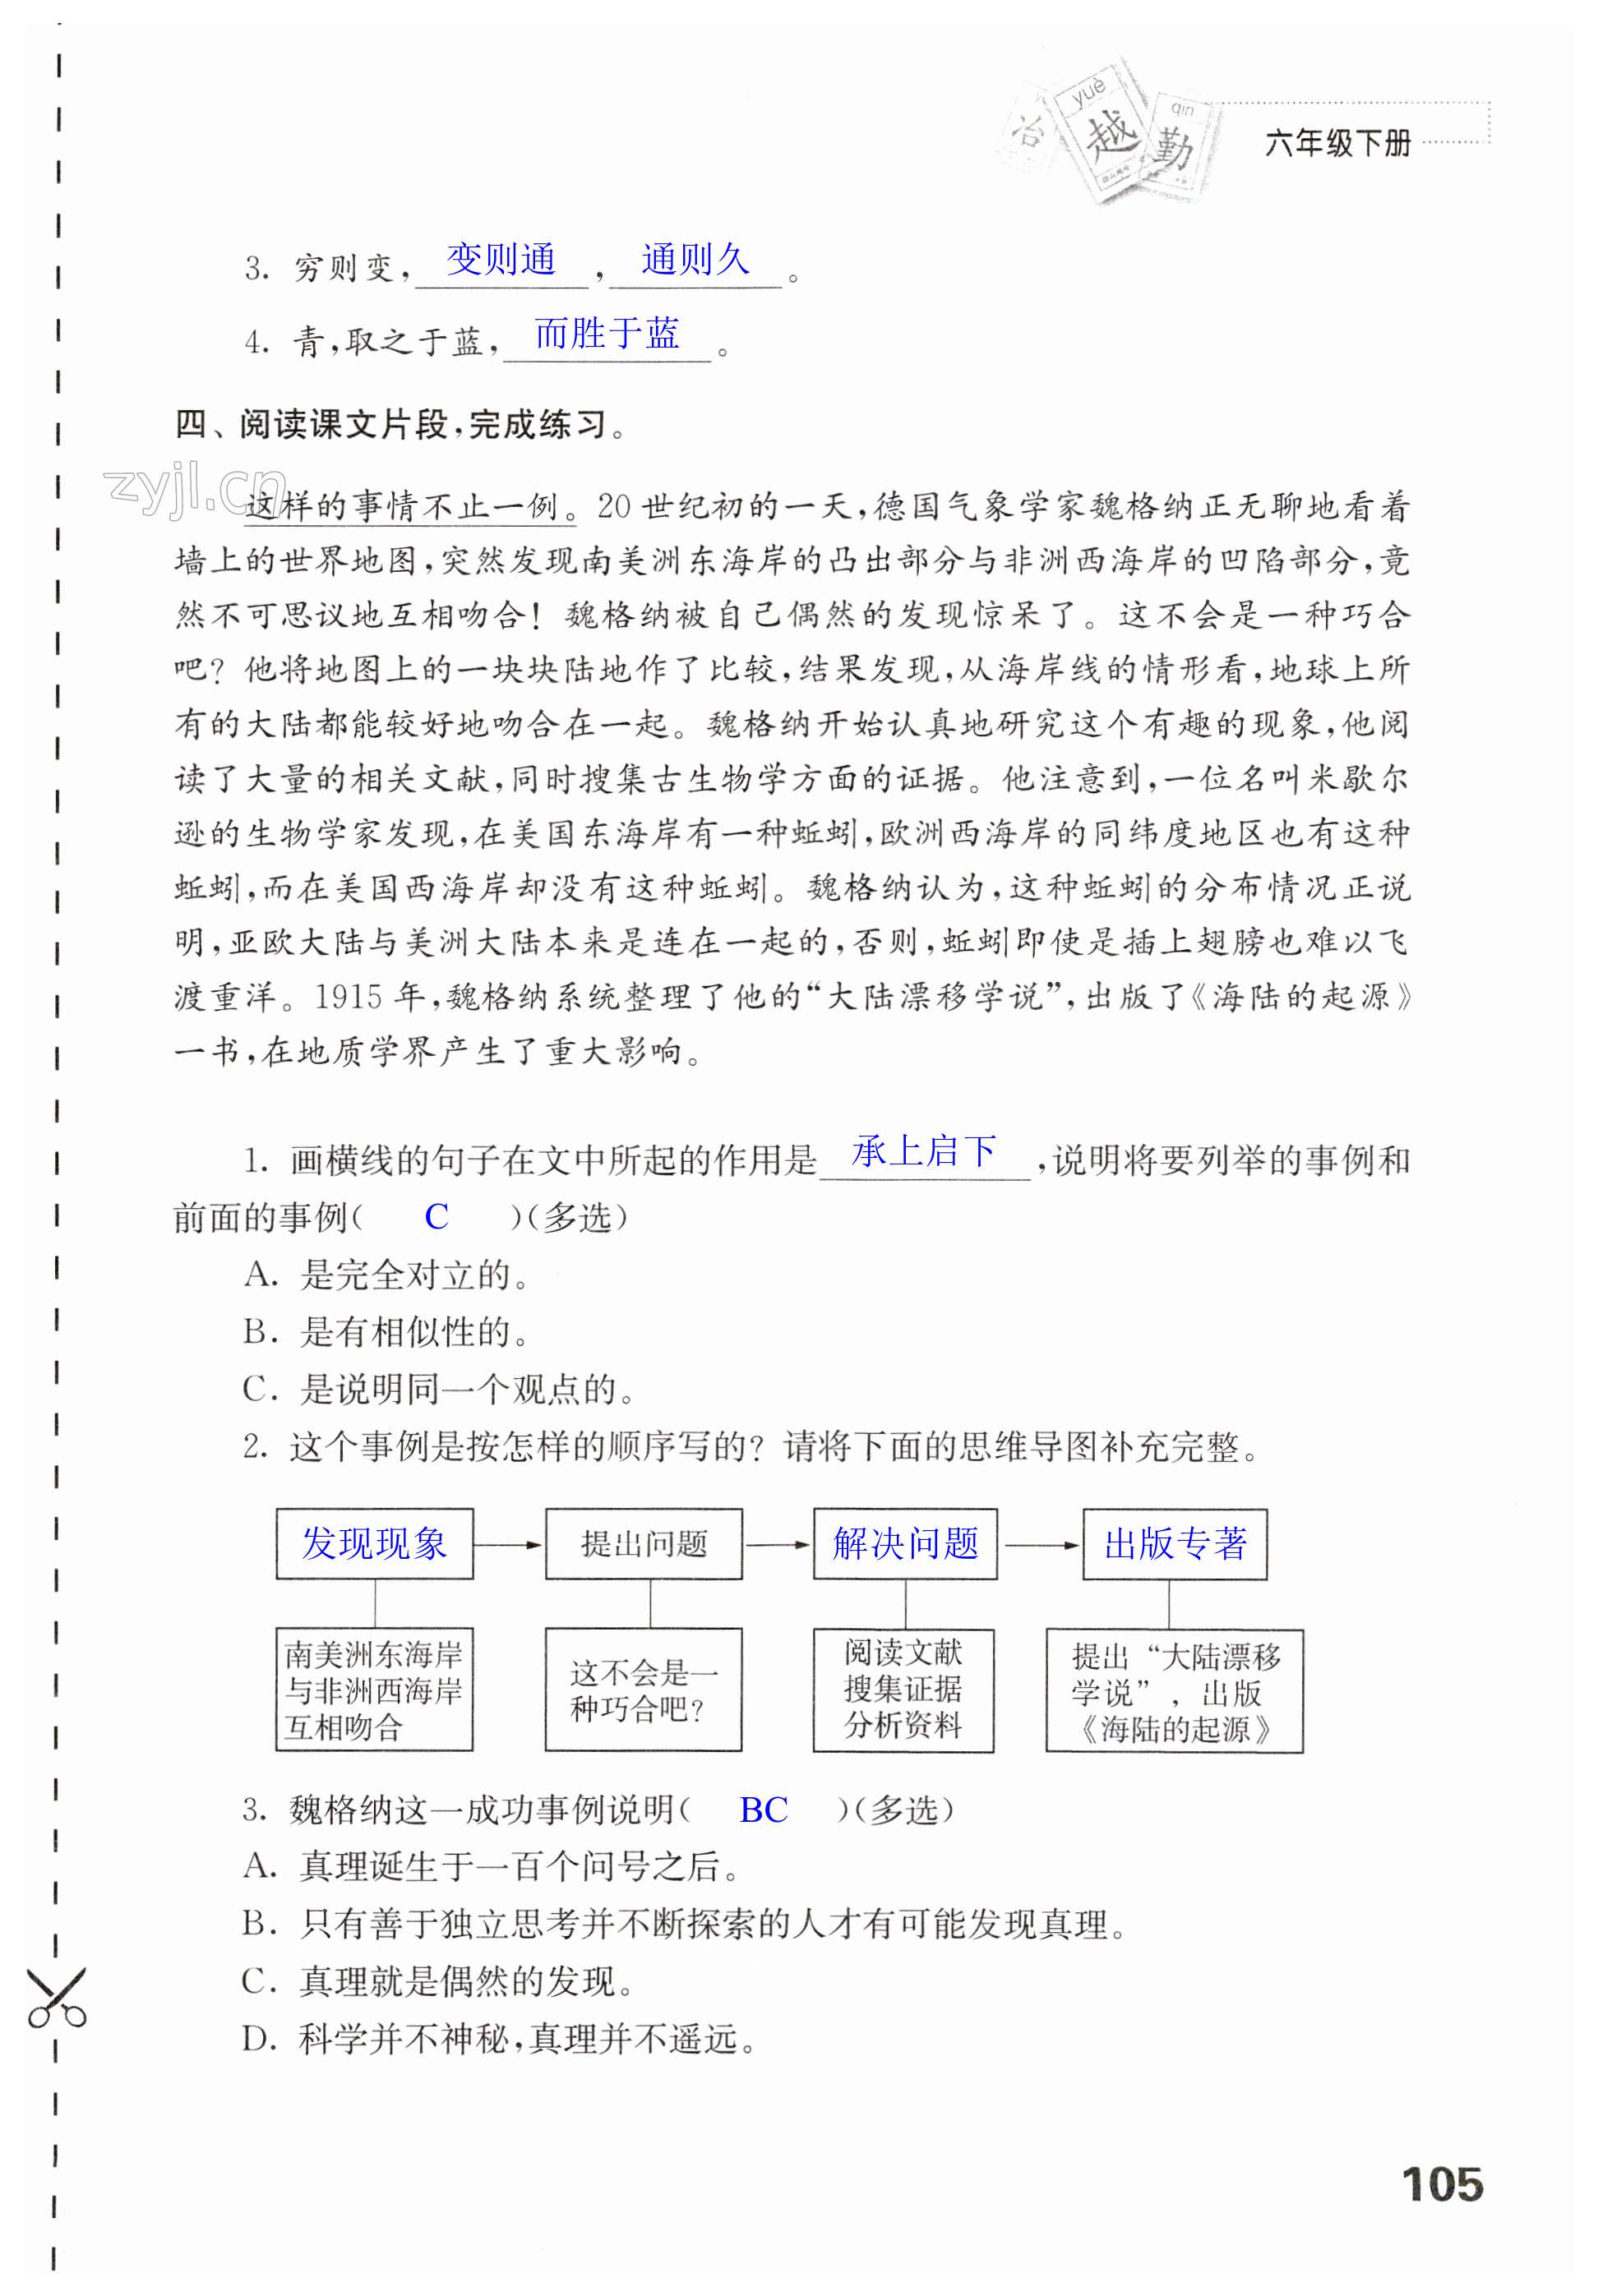 yuè
qín
冶
越
勤
六年级下册
3. 穷则变，变则通，通则久。
4. 青，取之于蓝，而胜于蓝。
四、阅读课文片段，完成练习。
zyjl.cn
这样的事情不止一例。20 世纪初的一天，德国气象学家魏格纳正无聊地看着
墙上的世界地图，突然发现南美洲东海岸的凸出部分与非洲西海岸的凹陷部分，竟
然不可思议地互相吻合！魏格纳被自己偶然的发现惊呆了。这不会是一种巧合
吧？他将地图上的一块块陆地作了比较，结果发现，从海岸线的情形看，地球上所
有的大陆都能较好地吻合在一起。魏格纳开始认真地研究这个有趣的现象，他阅
读了大量的相关文献，同时搜集古生物学方面的证据。他注意到，一位名叫米歇尔
逊的生物学家发现，在美国东海岸有一种蚯蚓，欧洲西海岸的同纬度地区也有这种
蚯蚓，而在美国西海岸却没有这种蚯蚓。魏格纳认为，这种蚯蚓的分布情况正说
明，亚欧大陆与美洲大陆本来是连在一起的，否则，蚯蚓即使是插上翅膀也难以飞
渡重洋。1915 年，魏格纳系统整理了他的“大陆漂移学说”，出版了《海陆的起源》
一书，在地质学界产生了重大影响。
1. 画横线的句子在文中所起的作用是承上启下，说明将要列举的事例和
前面的事例( C )(多选)
A. 是完全对立的。
B. 是有相似性的。
C. 是说明同一个观点的。
2. 这个事例是按怎样的顺序写的？请将下面的思维导图补充完整。
发现现象 提出问题 解决问题 出版专著
南美洲东海岸
与非洲西海岸
互相吻合
这不会是一
种巧合吧？
阅读文献
搜集证据
分析资料
提出“大陆漂移
学说”，出版
《海陆的起源》
3. 魏格纳这一成功事例说明( BC )(多选)
A. 真理诞生于一百个问号之后。
B. 只有善于独立思考并不断探索的人才有可能发现真理。
C. 真理就是偶然的发现。
D. 科学并不神秘，真理并不遥远。
105